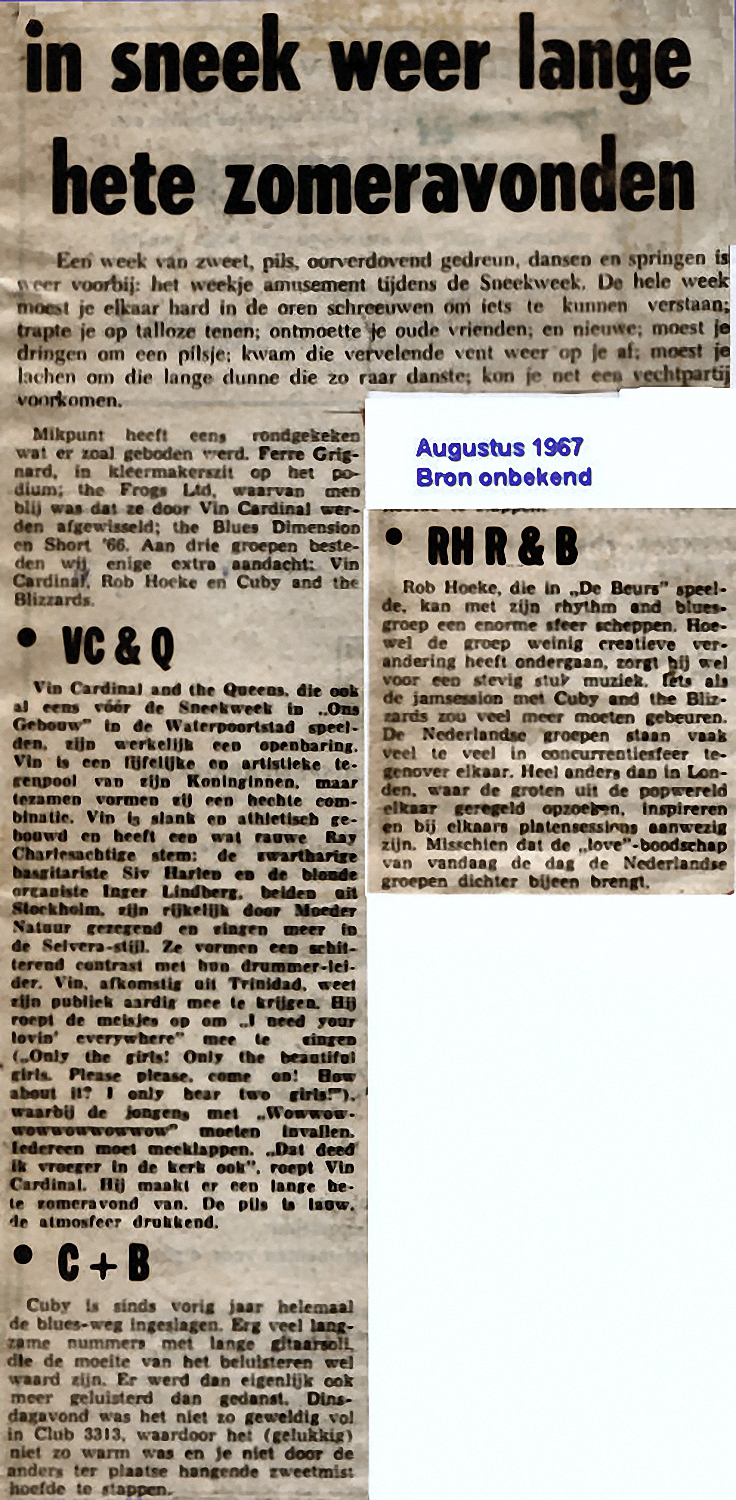 in sneek weer lange
hete zomeravonden
Een week van zweet, pils, oorverdovend gedreun, dansen en springen is
weer voorbij: het weekje amusement tijdens de Sneekweek. De hele week
moest je elkaar hard in de oren schreeuwen om iets te kunnen verstaan;
trapte je op talloze tenen; ontmoette je oude vrienden; en nieuwe; moest je
dringen om een pilsje; kwam die vervelende vent weer op je af; moest je
lachen om die lange dunne die zo raar danste; kon je net een vechtpartij
voorkomen.
Mikpunt heeft eens rondgekeken
wat er zoal geboden werd. Ferre Grig-
nard, in kleermakerszit op het po-
dium; the Frogs Ltd, waarvan men
blij was dat ze door Vin Cardinal wer-
den afgewisseld; the Blues Dimension
en Short '66. Aan drie groepen beste-
den wij enige extra aandacht: Vin
Cardinal, Rob Hoeke en Cuby and the
Blizzards.
• VC & Q
Vin Cardinal and the Queens, die ook
al eens vóór de Sneekweek in „Ons
Gebouw” in de Waterpoortstad speel-
den, zijn werkelijk een openbaring.
Vin is een lijfelijke en artistieke te-
genpool van zijn Koninginnen, maar
tezamen vormen zij een hechte com-
binatie. Vin is slank en athletisch ge-
bouwd en heeft een wat rauwe Ray
Charlesachtige stem; de zwartharige
basgitariste Siv Harlen en de blonde
organiste Inger Lindberg, beiden uit
Stockholm, zijn rijkelijk door Moeder
Natuur gezegend en zingen meer in
de Selvera-stijl. Ze vormen een schit-
terend contrast met hun drummer-lei-
der. Vin, afkomstig uit Trinidad, weet
zijn publiek aardig mee te krijgen. Hij
roept de meisjes op om „I need your
lovin' everywhere” mee te zingen
(„Only the girls! Only the beautiful
girls. Please please, come on! How
about it? I only hear two girls!”),
waarbij de jongens met „Wowwow-
wowwowwowwow” moeten invallen.
Iedereen moet meeklappen. „Dat deed
ik vroeger in de kerk ook”, roept Vin
Cardinal. Hij maakt er een lange he-
te zomeravond van. De pils is lauw,
de atmosfeer drukkend.
• C + B
Cuby is sinds vorig jaar helemaal
de blues-weg ingeslagen. Erg veel lang-
zame nummers met lange gitaarsoli,
die de moeite van het beluisteren wel
waard zijn. Er werd dan eigenlijk ook
meer geluisterd dan gedanst. Dins-
dagavond was het niet zo geweldig vol
in Club 3313, waardoor het (gelukkig)
niet zo warm was en je niet door de
anders ter plaatse hangende zweetmist
hoefde te stappen.
Augustus 1967
Bron onbekend
• RH R & B
Rob Hoeke, die in „De Beurs” speel-
de, kan met zijn rhythm and blues-
groep een enorme sfeer scheppen. Hoe-
wel de groep weinig creatieve ver-
andering heeft ondergaan, zorgt hij wel
voor een stevig stuk muziek. Iets als
de jamsession met Cuby and the Bliz-
zards zou veel meer moeten gebeuren.
De Nederlandse groepen staan vaak
veel te veel in concurrentiesfeer te-
genover elkaar. Heel anders dan in Lon-
den, waar de groten uit de popwereld
elkaar geregeld opzoeken, inspireren
en bij elkaars platensessions aanwezig
zijn. Misschien dat de „love”-boodschap
van vandaag de dag de Nederlandse
groepen dichter bijeen brengt.